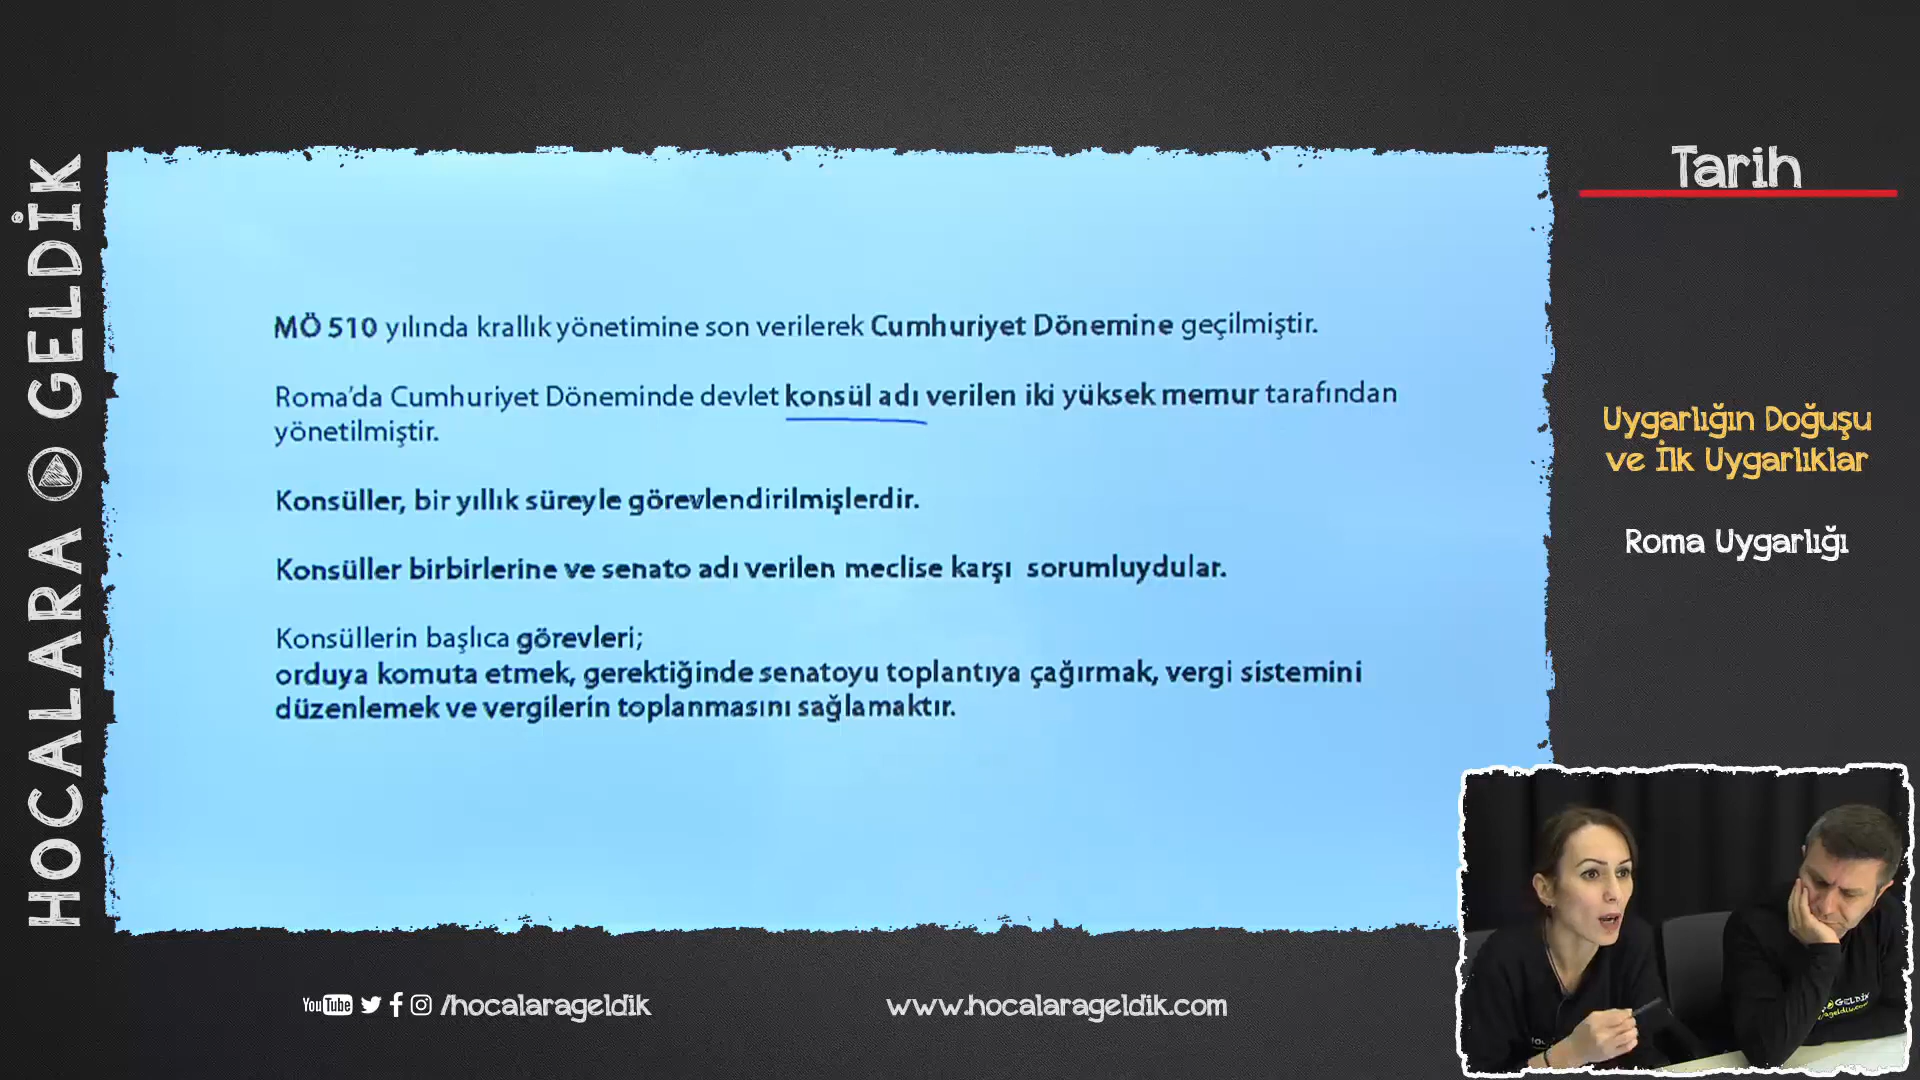 HOCALARA GELDİK
Tarih
MÖ 510 yılında krallık yönetimine son verilerek Cumhuriyet Dönemine geçilmiştir.
Roma'da Cumhuriyet Döneminde devlet konsül adı verilen iki yüksek memur tarafından
yönetilmiştir.
Konsüller, bir yıllık süreyle görevlendirilmişlerdir.
Konsüller birbirlerine ve senato adı verilen meclise karşı sorumluydular.
Konsüllerin başlıca görevleri;
orduya komuta etmek, gerektiğinde senatoyu toplantıya çağırmak, vergi sistemini
düzenlemek ve vergilerin toplanmasını sağlamaktır.
Uygarlığın Doğuşu
ve İlk Uygarlıklar
Roma Uygarlığı
YouTube /hocalarageldik
www.hocalarageldik.com
GELDİK